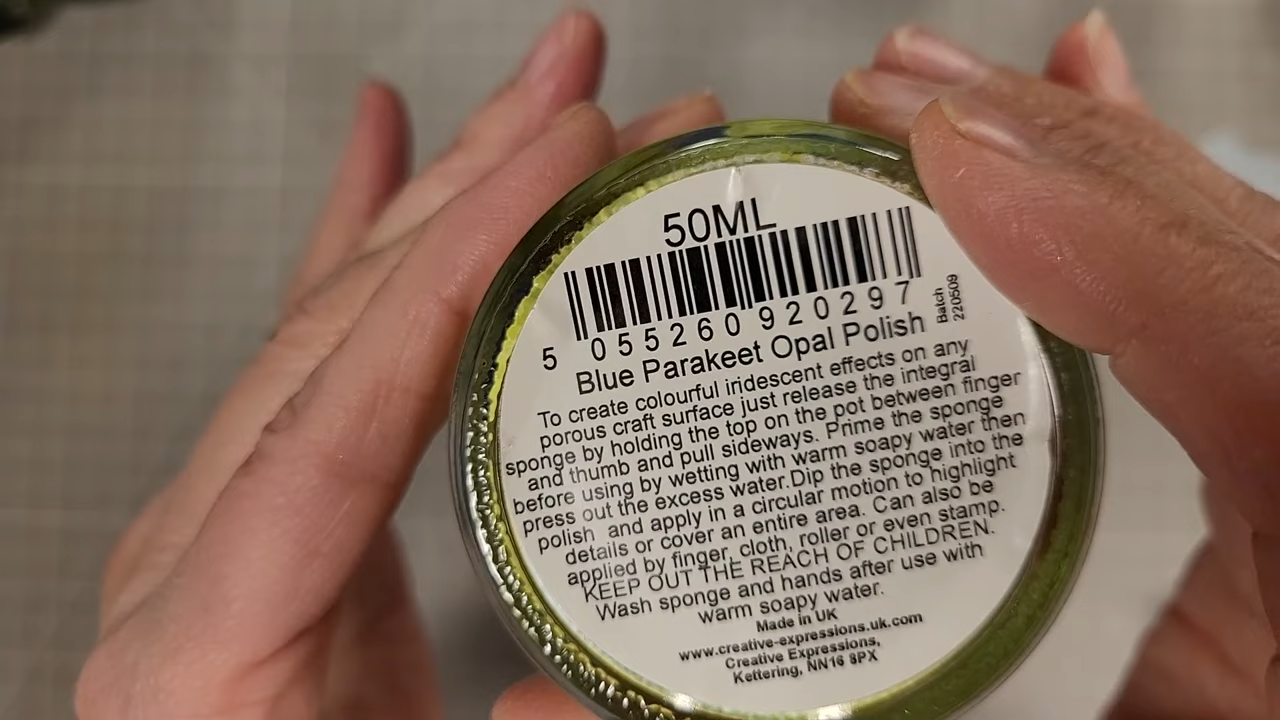 50ML
5 055260 920297
Batch
220509
Blue Parakeet Opal Polish
To create colourful iridescent effects on any
porous craft surface just release the integral
sponge by holding the top on the pot between finger
and thumb and pull sideways. Prime the sponge
before using by wetting with warm soapy water then
press out the excess water.Dip the sponge into the
polish and apply in a circular motion to highlight
details or cover an entire area. Can also be
applied by finger, cloth, roller or even stamp.
KEEP OUT THE REACH OF CHILDREN.
Wash sponge and hands after use with
warm soapy water.
Made in UK
www.creative-expressions.uk.com
Creative Expressions,
Kettering, NN16 8PX